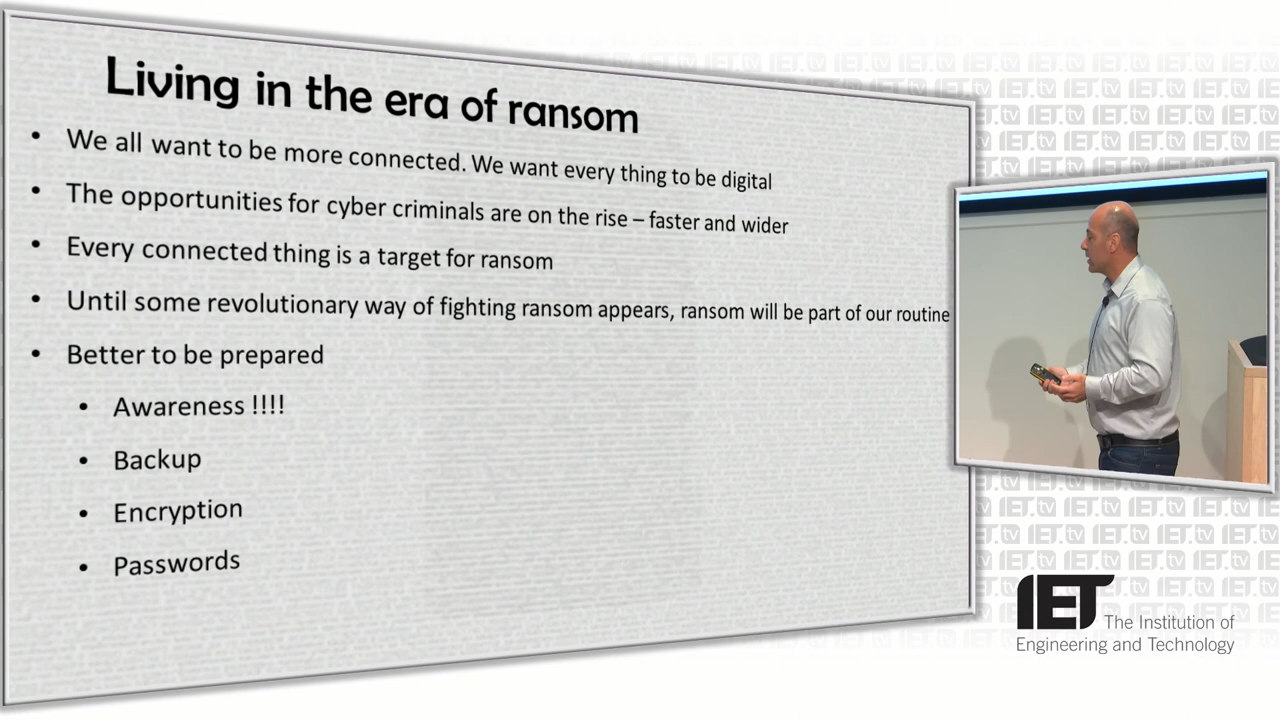 Living in the era of ransom
• We all want to be more connected. We want every thing to be digital
• The opportunities for cyber criminals are on the rise – faster and wider
• Every connected thing is a target for ransom
• Until some revolutionary way of fighting ransom appears, ransom will be part of our routine
• Better to be prepared
• Awareness !!!!
• Backup
• Encryption
• Passwords
IET.tv
IET The Institution of
Engineering and Technology